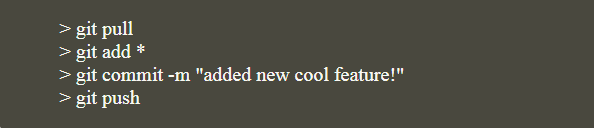 > git pull
> git add *
> git commit -m "added new cool feature!"
> git push